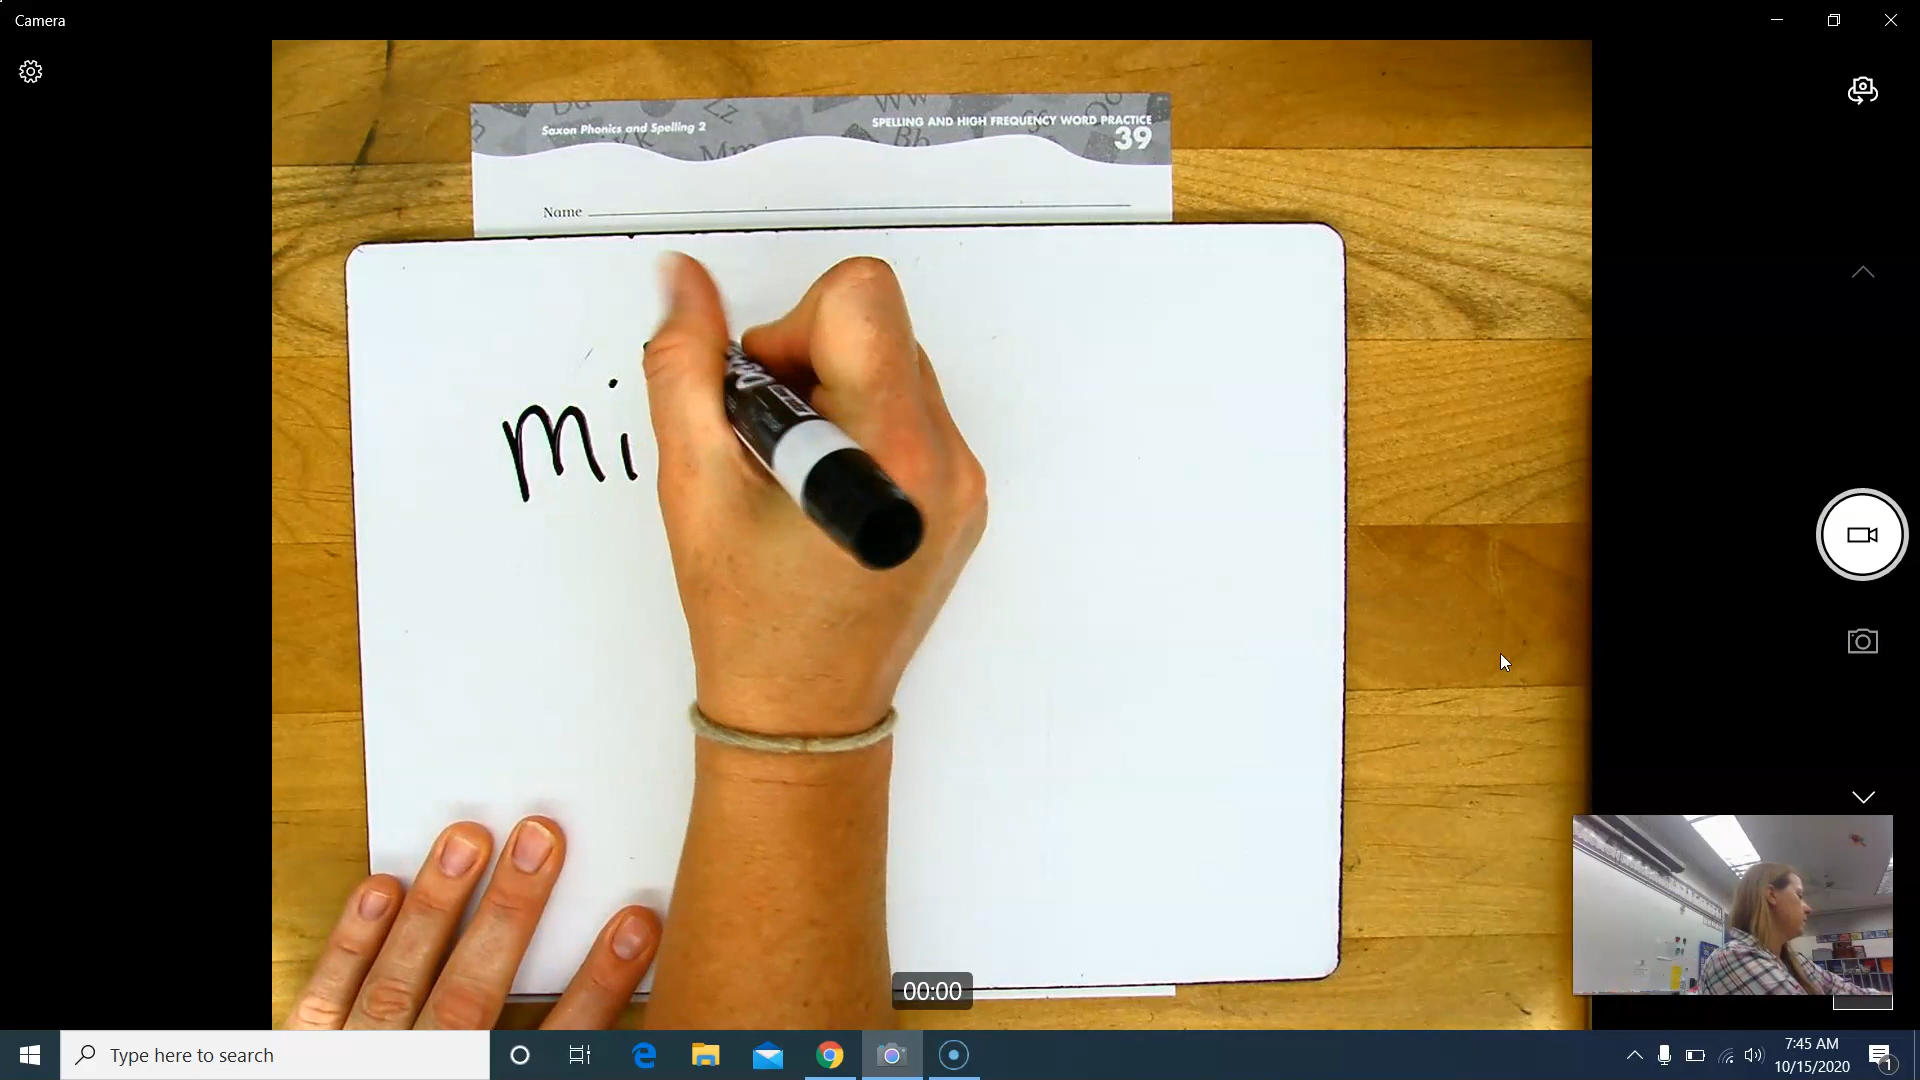 Camera
Saxon Phonics and Spelling 2
SPELLING AND HIGH FREQUENCY WORD PRACTICE
39
Name
mi
00:00
Type here to search
7:45 AM
10/15/2020
1